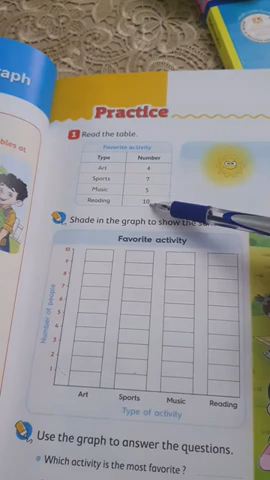 aph
Practice
1 Read the table.
bles at
Favorite activity
Type Number
Art 4
Sports 7
Music 5
Reading 10
Shade in the graph to show the
Favorite activity
Number of people
10
9
8
7
6
5
4
3
2
1
Art Sports Music Reading
Type of activity
Use the graph to answer the questions.
Which activity is the most favorite?